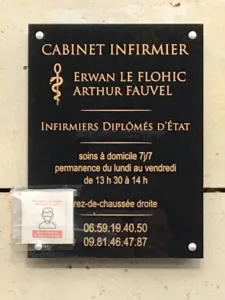 CABINET INFIRMIER
ERWAN LE FLOHIC
ARTHUR FAUVEL
INFIRMIERS DIPLÔMÉS D'ÉTAT
soins à domicile 7j/7
permanence du lundi au vendredi
de 13 h 30 à 14 h
rez-de-chaussée droite
06.59.19.40.50
09.81.46.47.87